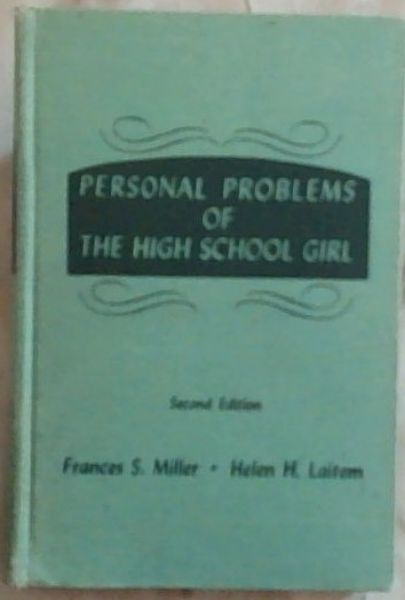 PERSONAL PROBLEMS
OF
THE HIGH SCHOOL GIRL
Second Edition
Frances S. Miller • Helen H. Laitem